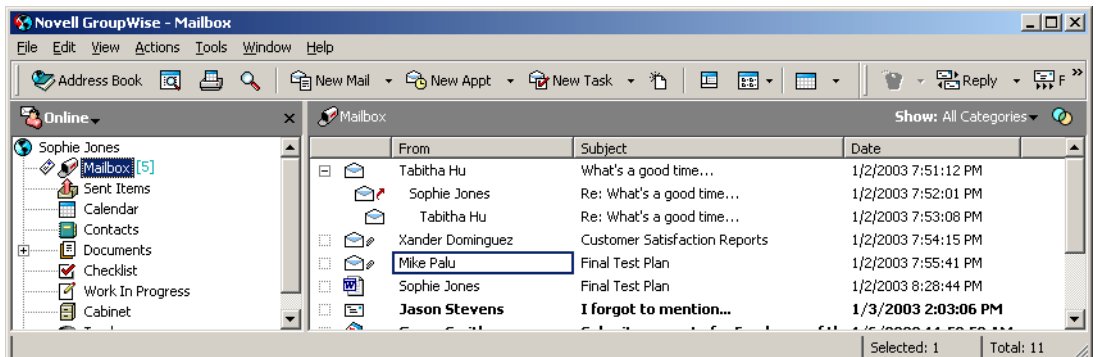 Novell GroupWise - Mailbox
File Edit View Actions Tools Window Help
Address Book New Mail New Appt New Task Reply F »
Online Mailbox Show: All Categories
Sophie Jones
Mailbox [5]
Sent Items
Calendar
Contacts
Documents
Checklist
Work In Progress
Cabinet
From Subject Date
Tabitha Hu What's a good time... 1/2/2003 7:51:12 PM
Sophie Jones Re: What's a good time... 1/2/2003 7:52:01 PM
Tabitha Hu Re: What's a good time... 1/2/2003 7:53:08 PM
Xander Dominguez Customer Satisfaction Reports 1/2/2003 7:54:15 PM
Mike Palu Final Test Plan 1/2/2003 7:55:41 PM
Sophie Jones Final Test Plan 1/2/2003 8:28:44 PM
Jason Stevens I forgot to mention... 1/3/2003 2:03:06 PM
Selected: 1 Total: 11